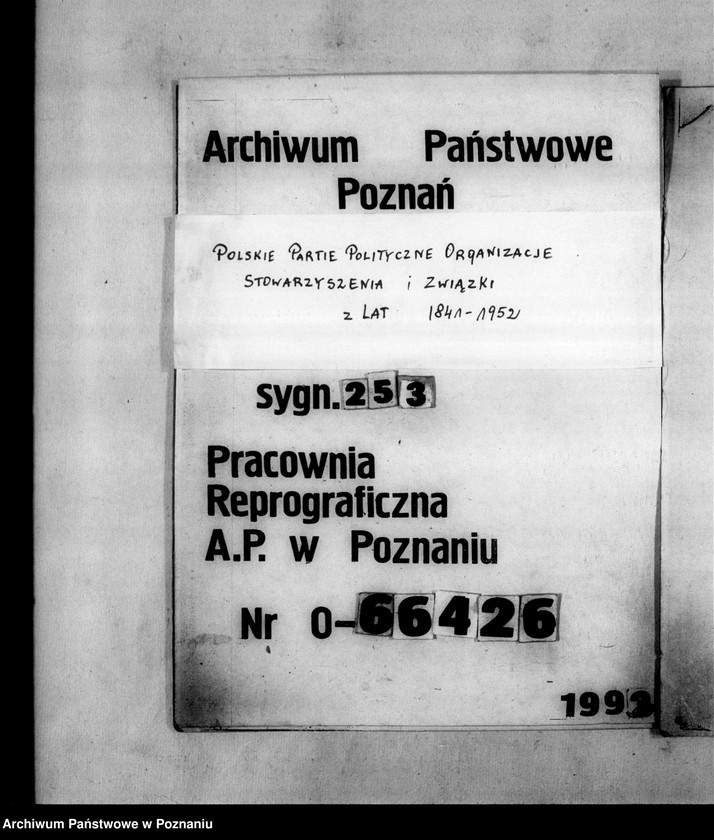 Archiwum Państwowe
Poznań
POLSKIE PARTIE POLITYCZNE ORGANIZACJE
STOWARZYSZENIA i ZWIĄZKI
z LAT 1841-1952
sygn. 253
Pracownia
Reprograficzna
A.P. w Poznaniu
Nr 0-66426
1993
Archiwum Państwowe w Poznaniu